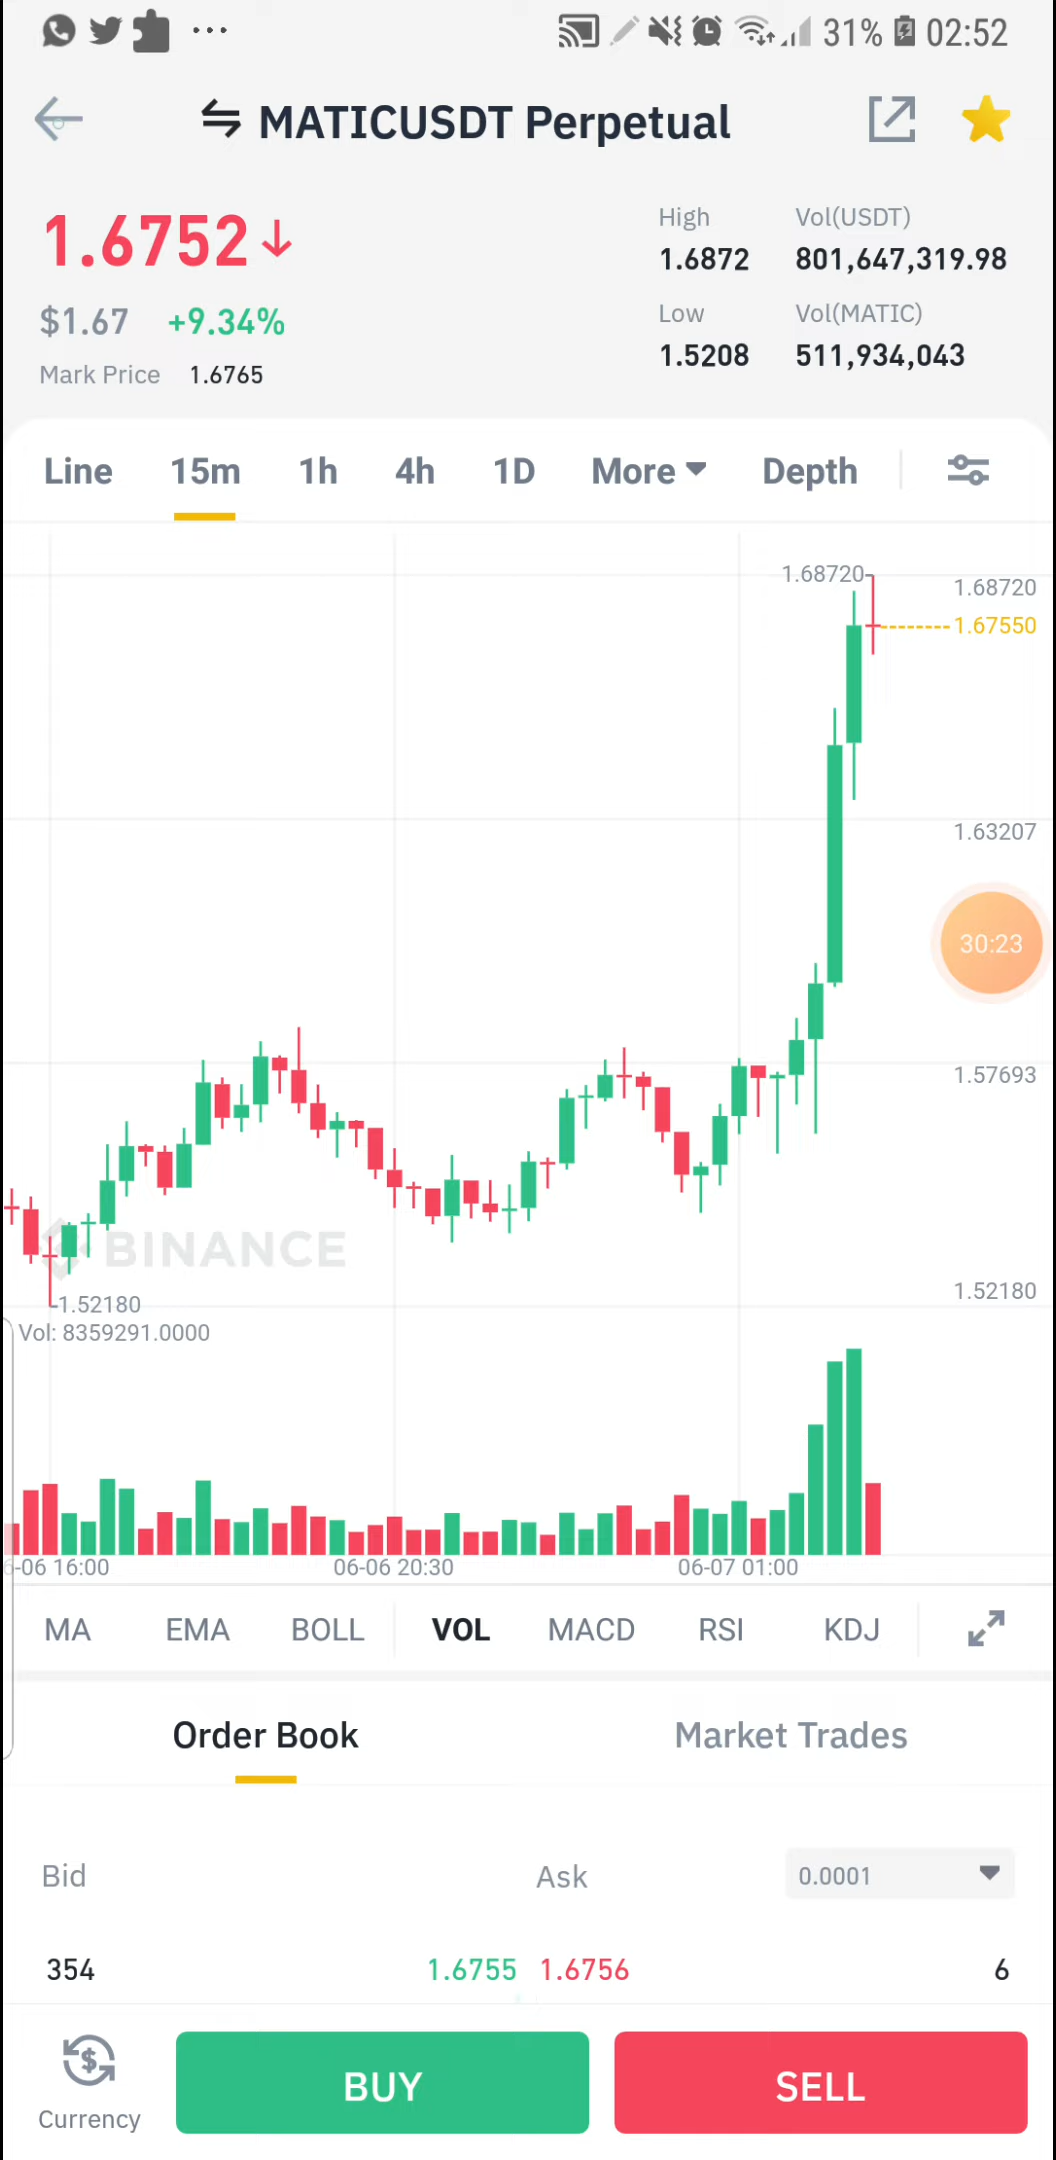 31% 02:52
MATICUSDT Perpetual
1.6752↓
High Vol(USDT)
1.6872 801,647,319.98
$1.67 +9.34%
Low Vol(MATIC)
1.5208 511,934,043
Mark Price 1.6765
Line 15m 1h 4h 1D More Depth
1.68720
1.68720
1.67550
1.63207
30:23
1.57693
BINANCE
1.52180
1.52180
Vol: 8359291.0000
-06 16:00 06-06 20:30 06-07 01:00
MA EMA BOLL VOL MACD RSI KDJ
Order Book Market Trades
Bid Ask 0.0001
354 1.6755 1.6756 6
Currency BUY SELL